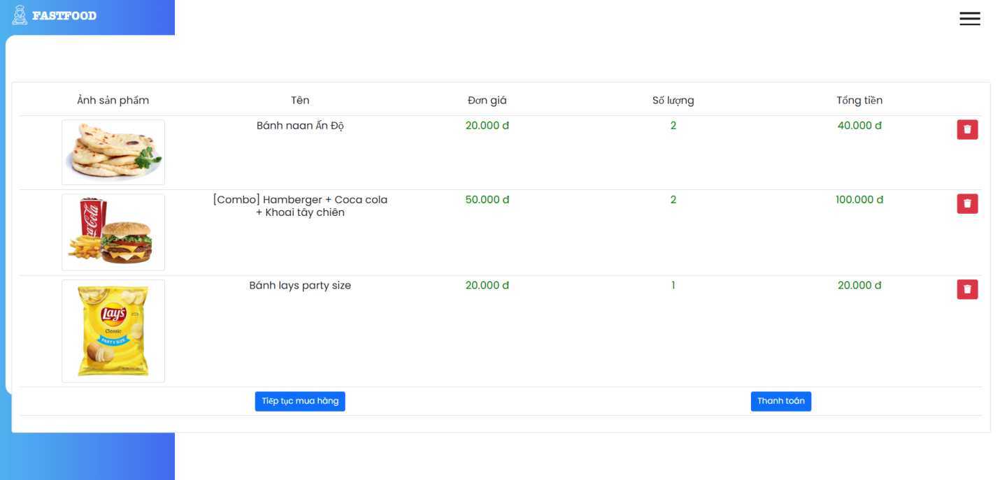 FASTFOOD
Ảnh sản phẩm Tên Đơn giá Số lượng Tổng tiền
Bánh naan Ấn Độ 20.000 đ 2 40.000 đ
[Combo] Hamberger + Coca cola 50.000 đ 2 100.000 đ
+ Khoai tây chiên
Coca-Cola
Bánh lays party size 20.000 đ 1 20.000 đ
Lay's
Classic
PARTY SIZE
Tiếp tục mua hàng Thanh toán